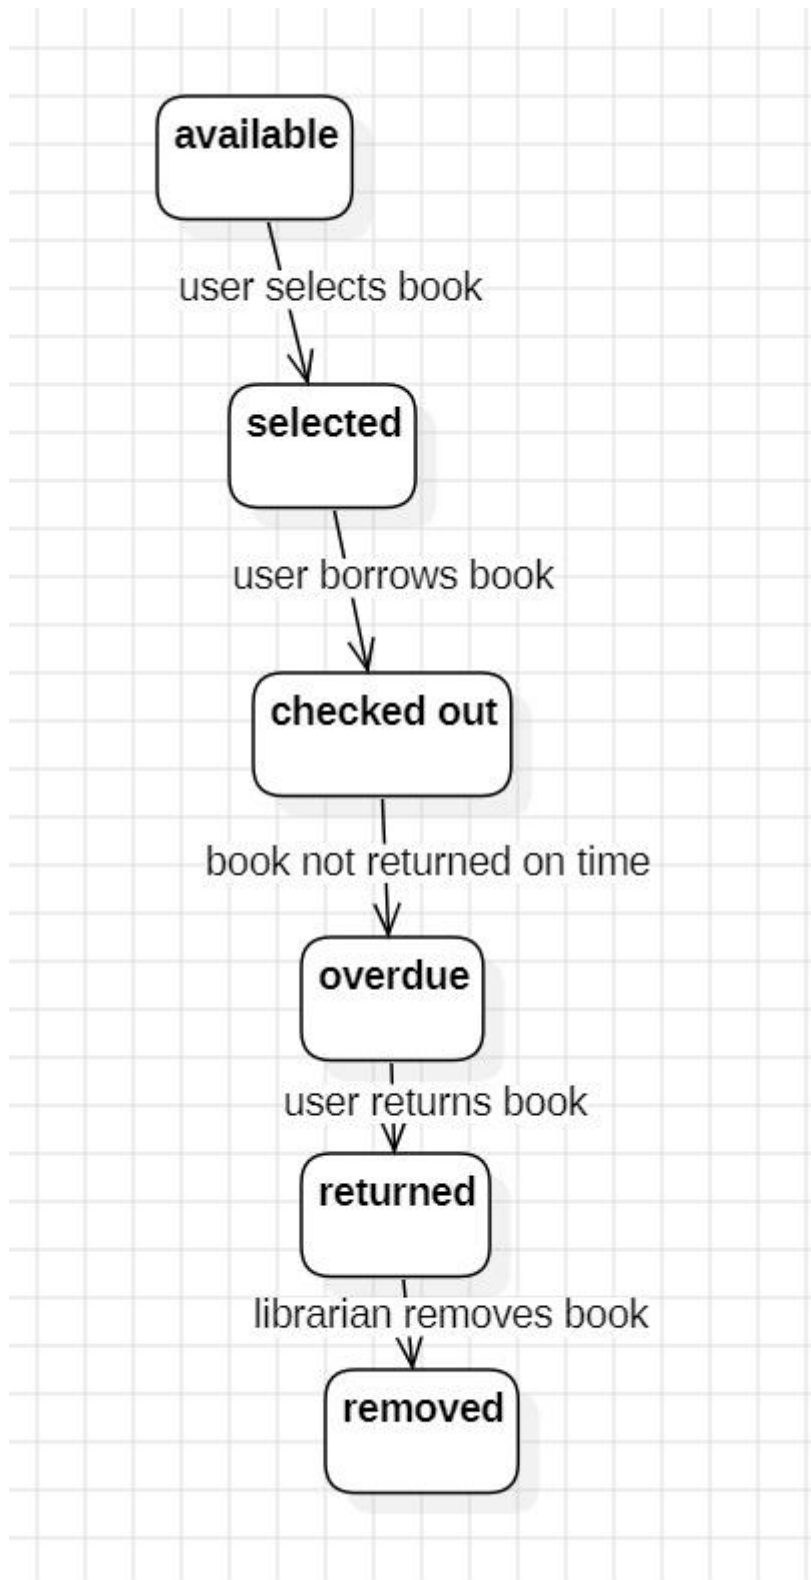 available
user selects book
selected
user borrows book
checked out
book not returned on time
overdue
user returns book
returned
librarian removes book
removed